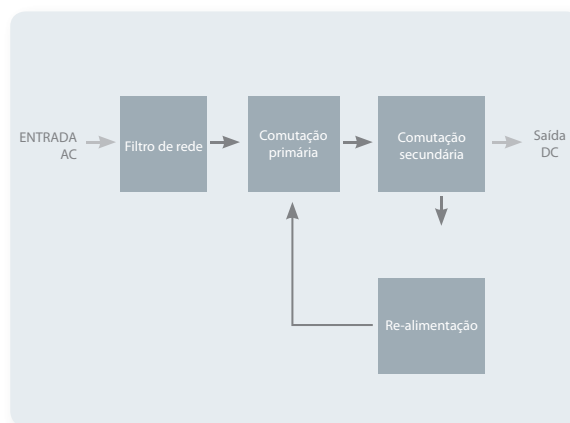 ENTRADA
AC
Filtro de rede
Comutação
primária
Comutação
secundária
Saída
DC
Re-alimentação